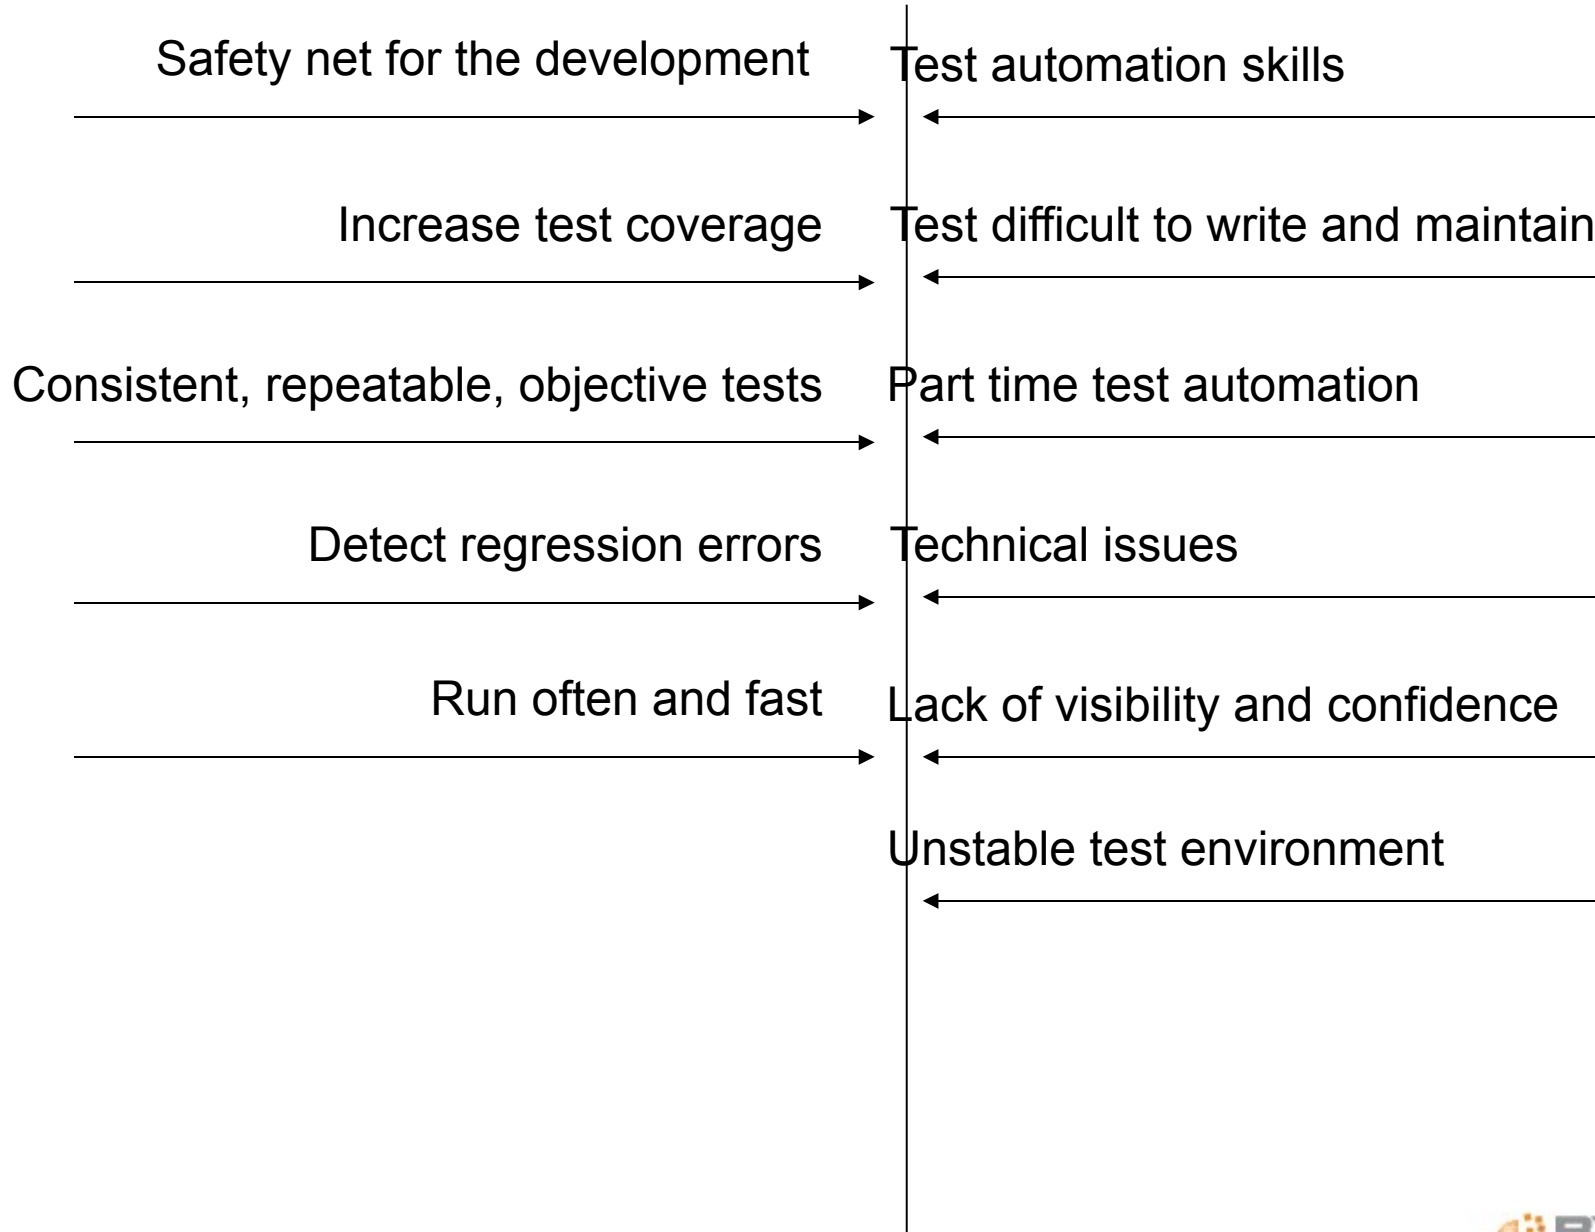 Safety net for the development
Test automation skills
Increase test coverage
Test difficult to write and maintain
Consistent, repeatable, objective tests
Part time test automation
Detect regression errors
Technical issues
Run often and fast
Lack of visibility and confidence
Unstable test environment